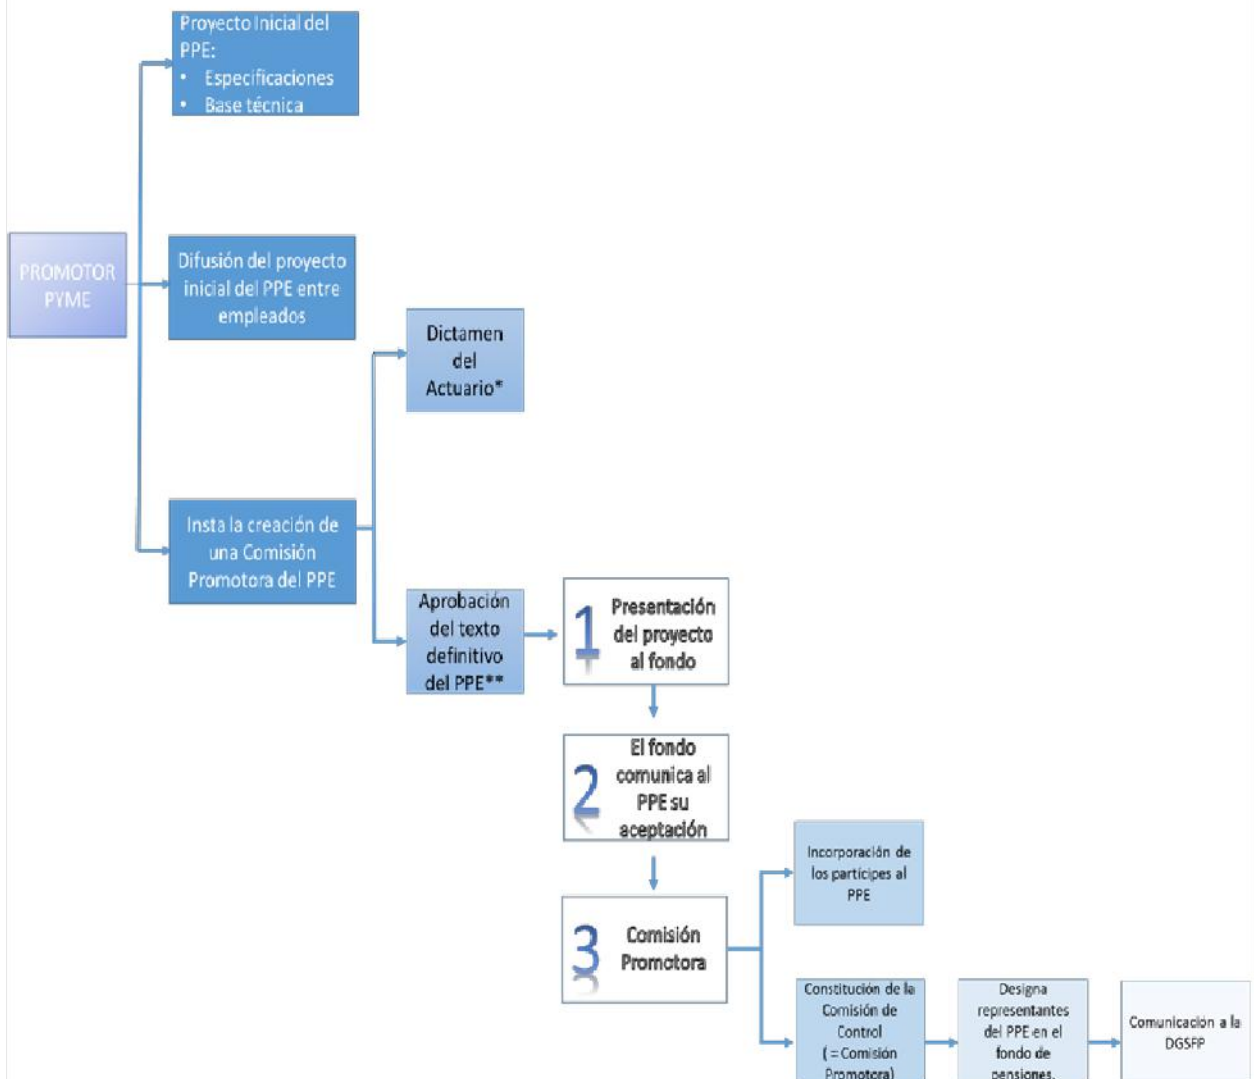 Proyecto Inicial del
PPE:
• Especificaciones
• Base técnica
PROMOTOR
PYME
Difusión del proyecto
inicial del PPE entre
empleados
Dictamen
del
Actuario*
Insta la creación de
una Comisión
Promotora del PPE
Aprobación
del texto
definitivo
del PPE**
1
Presentación
del proyecto
al fondo
2
El fondo
comunica al
PPE su
aceptación
3
Comisión
Promotora
Incorporación de
los partícipes al
PPE
Constitución de la
Comisión de
Control
( = Comisión
Promotora)
Designa
representantes
del PPE en el
fondo de
pensiones.
Comunicación a la
DGSFP